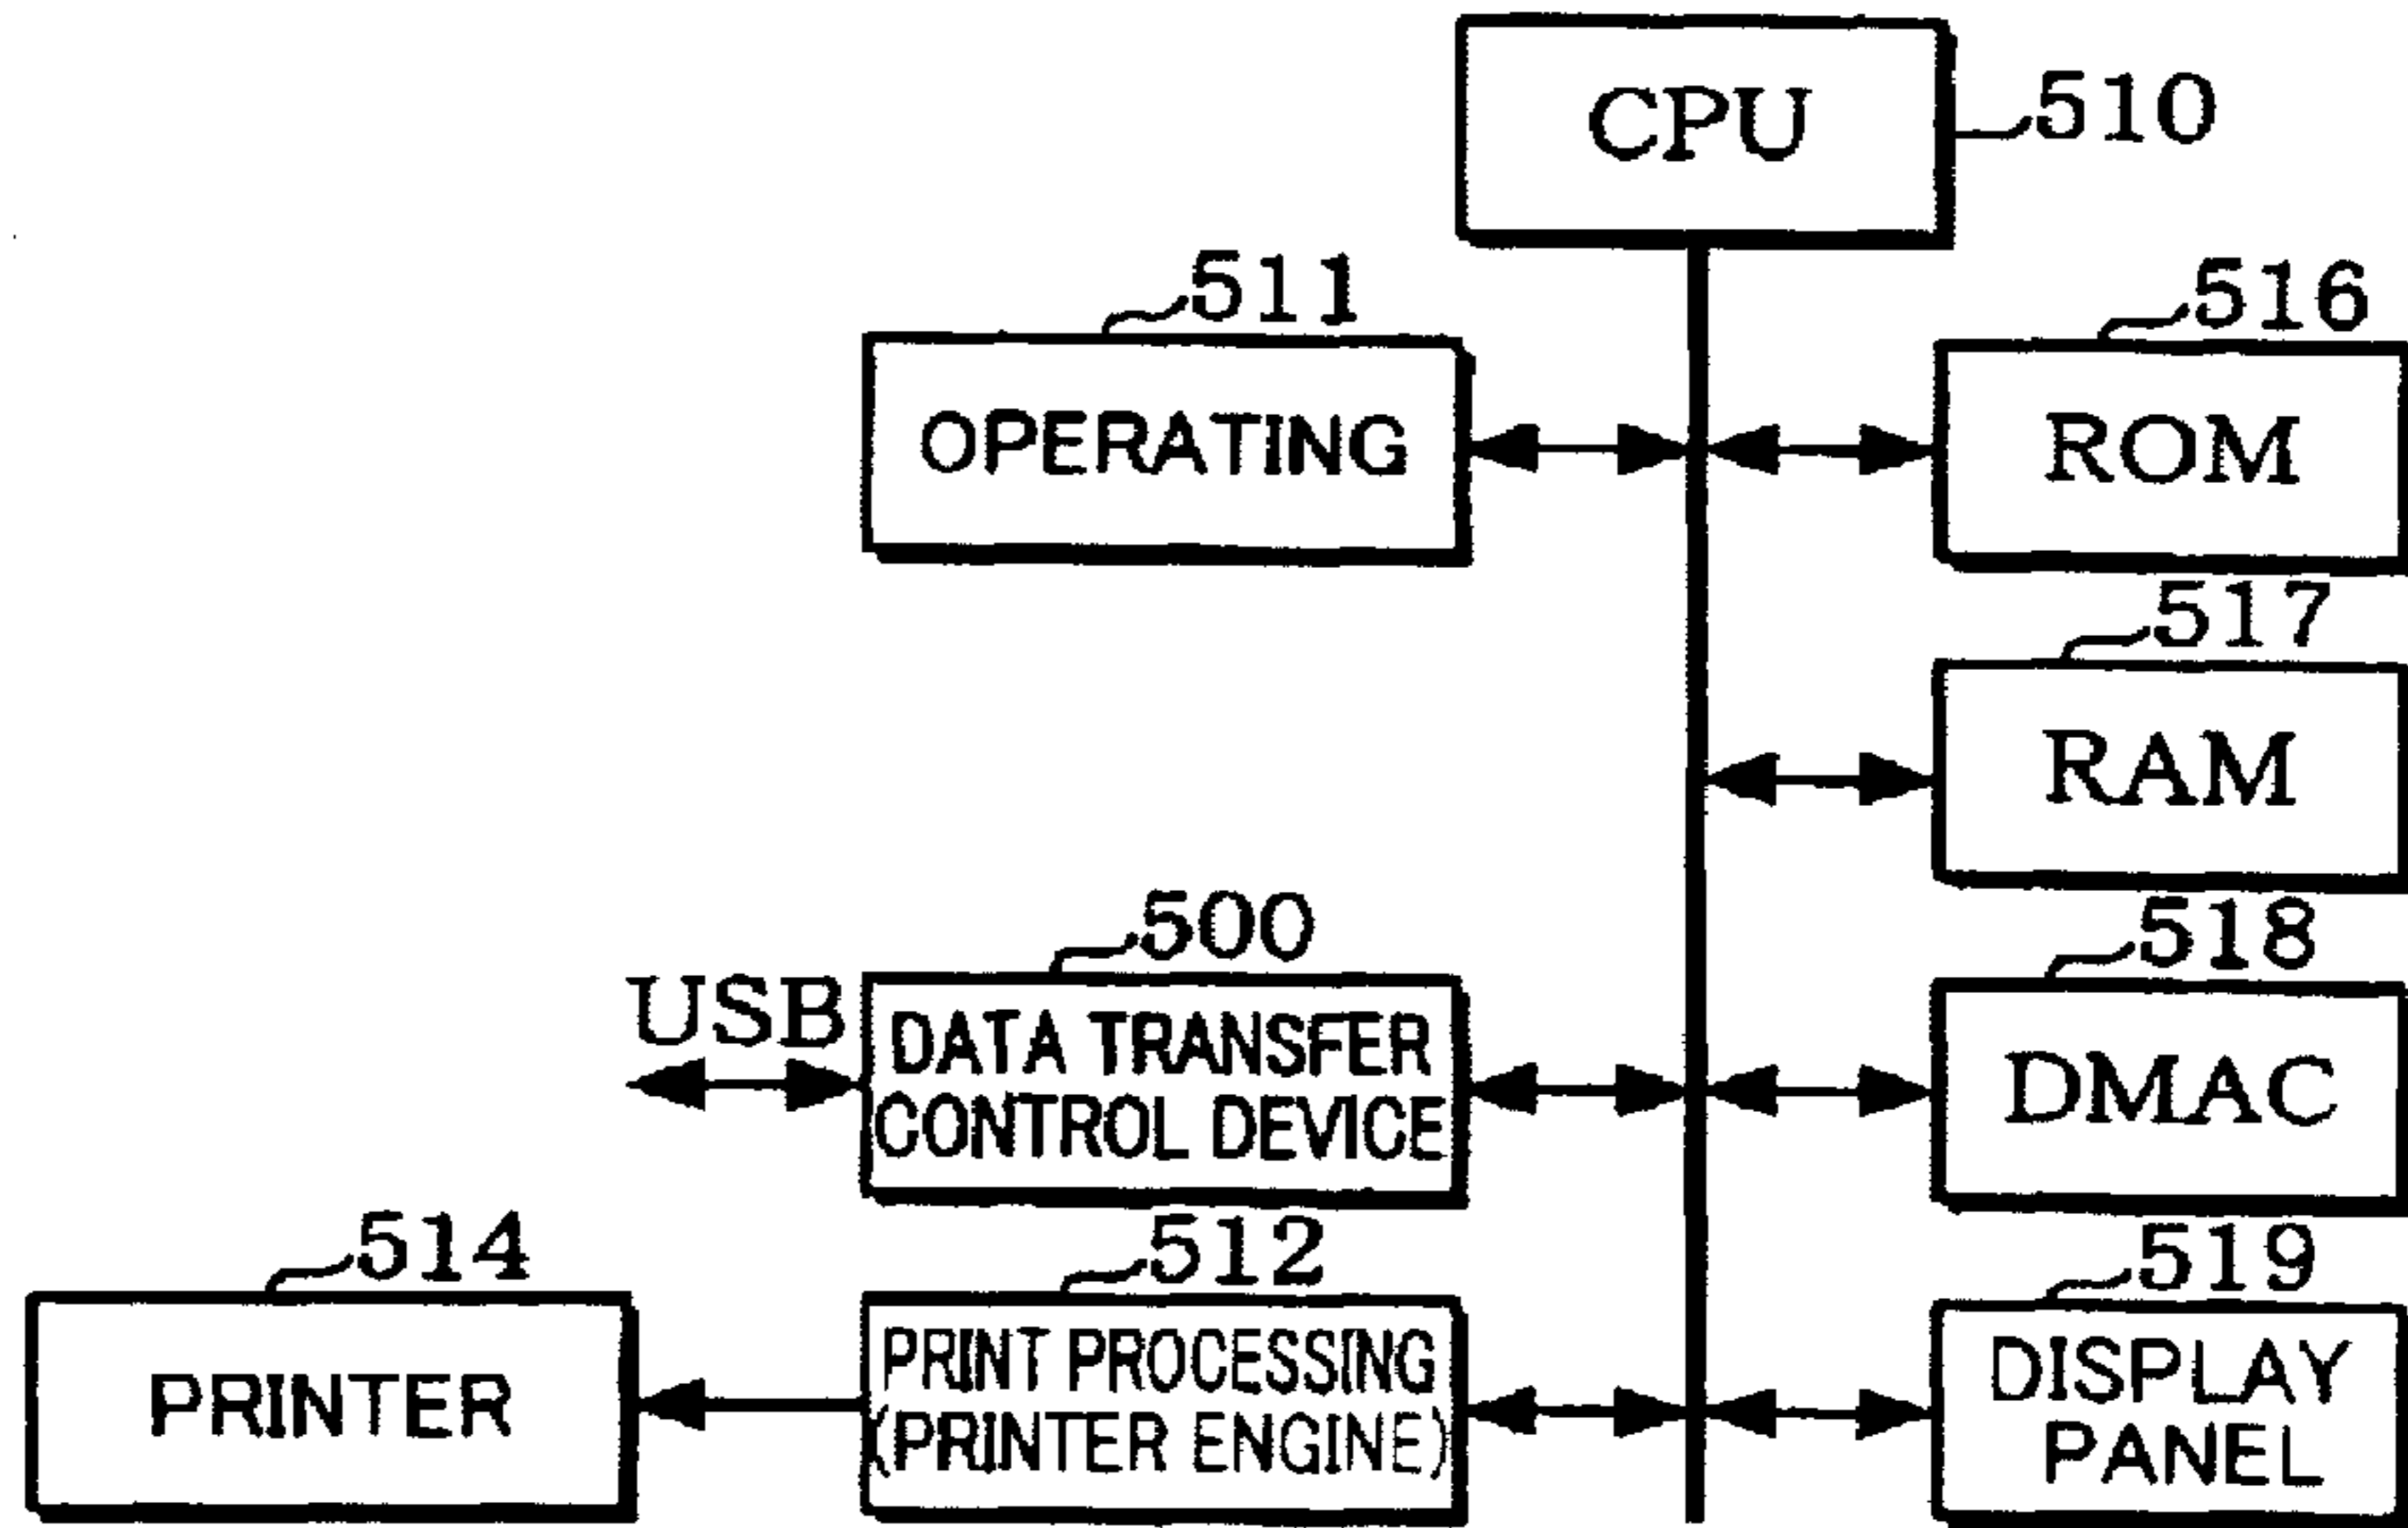 CPU
510
511
516
OPERATING
ROM
517
RAM
500
518
USB
DATA TRANSFER
CONTROL DEVICE
DMAC
514
512
519
PRINTER
PRINT PROCESSING
(PRINTER ENGINE)
DISPLAY
PANEL